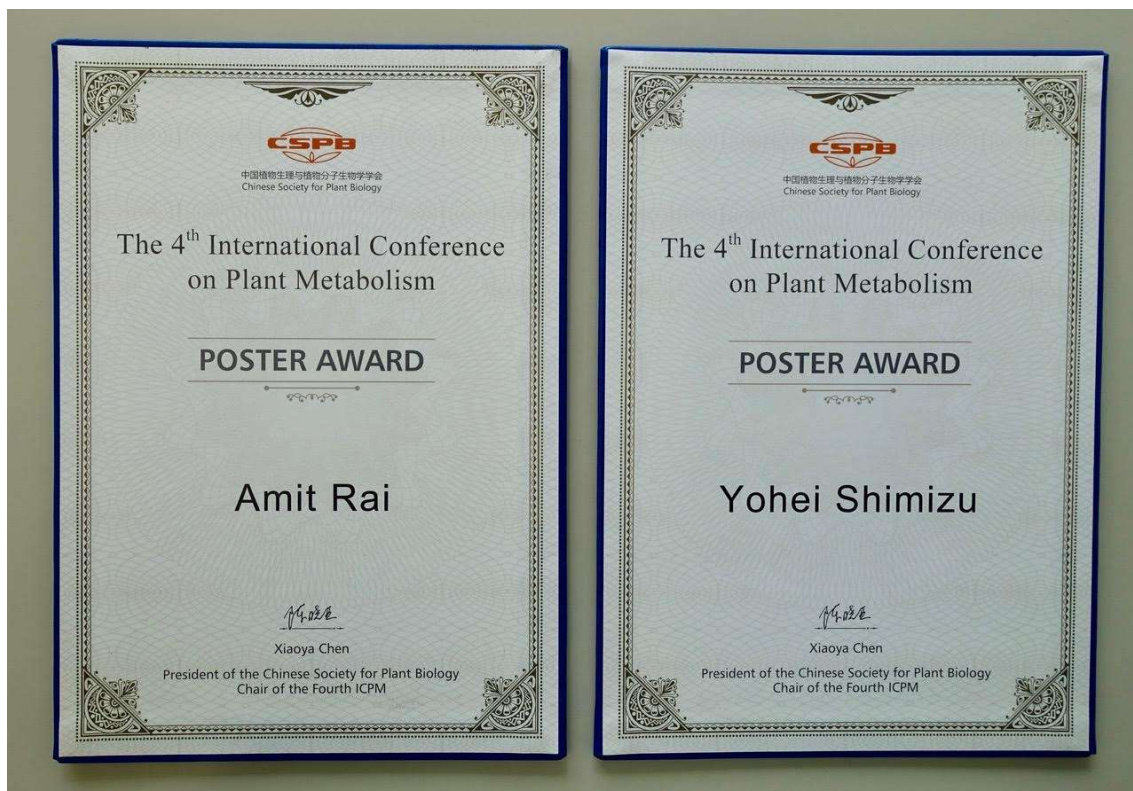 CSPB
中国植物生理与植物分子生物学学会
Chinese Society for Plant Biology
The 4th International Conference
on Plant Metabolism
POSTER AWARD
Amit Rai
Xiaoya Chen
President of the Chinese Society for Plant Biology
Chair of the Fourth ICPM
CSPB
中国植物生理与植物分子生物学学会
Chinese Society for Plant Biology
The 4th International Conference
on Plant Metabolism
POSTER AWARD
Yohei Shimizu
Xiaoya Chen
President of the Chinese Society for Plant Biology
Chair of the Fourth ICPM